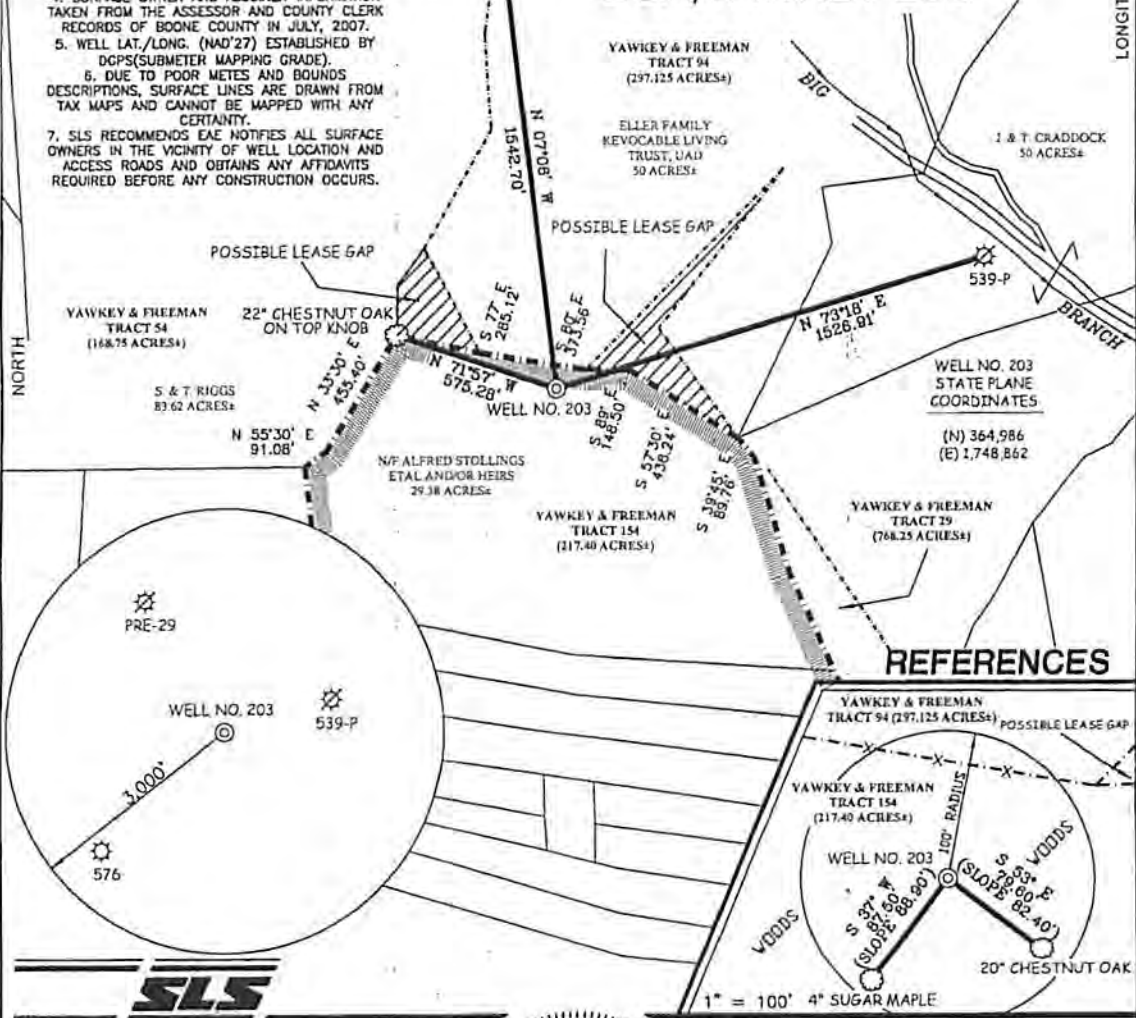 TAKEN FROM THE ASSESSOR AND COUNTY CLERK
RECORDS OF BOONE COUNTY IN JULY, 2007.
5. WELL LAT./LONG. (NAD'27) ESTABLISHED BY
DGPS(SUBMETER MAPPING GRADE).
6. DUE TO POOR METES AND BOUNDS
DESCRIPTIONS, SURFACE LINES ARE DRAWN FROM
TAX MAPS AND CANNOT BE MAPPED WITH ANY
CERTAINTY.
7. SLS RECOMMENDS EAE NOTIFIES ALL SURFACE
OWNERS IN THE VICINITY OF WELL LOCATION AND
ACCESS ROADS AND OBTAINS ANY AFFIDAVITS
REQUIRED BEFORE ANY CONSTRUCTION OCCURS.
N 07°08' W
1542.70'
YAWKEY & FREEMAN
TRACT 94
(297.125 ACRES±)
ELLER FAMILY
REVOCABLE LIVING
TRUST, UAD
50 ACRES±
BIG
BRANCH
J & T CRADDOCK
50 ACRES±
LONGIT
NORTH
POSSIBLE LEASE GAP
POSSIBLE LEASE GAP
539-P
N 73°18' E
1526.91'
YAWKEY & FREEMAN
TRACT 54
(168.75 ACRES±)
22" CHESTNUT OAK
ON TOP KNOB
S 77° E
285.12'
S 80° E
373.56'
N 71°57' W
575.28'
WELL NO. 203
S 89° E
148.50'
S 57°30' E
438.24'
S 39°45' E
89.76'
N 33°30' E
455.40'
S & T RIGGS
83.62 ACRES±
N 55°30' E
91.08'
N/F ALFRED STOLLINGS
ETAL AND/OR HEIRS
29.38 ACRES±
YAWKEY & FREEMAN
TRACT 154
(217.40 ACRES±)
WELL NO. 203
STATE PLANE
COORDINATES
(N) 364,986
(E) 1,748,862
YAWKEY & FREEMAN
TRACT 29
(768.25 ACRES±)
PRE-29
WELL NO. 203
539-P
3,000'
576
REFERENCES
YAWKEY & FREEMAN
TRACT 94 (297.125 ACRES±)
POSSIBLE LEASE GAP
X X X
YAWKEY & FREEMAN
TRACT 154
(217.40 ACRES±)
100' RADIUS
WOODS
WELL NO. 203
S 37° W
87.50'
(SLOPE 88.90')
S 53° E
79.60'
(SLOPE 82.40')
WOODS
20" CHESTNUT OAK
1" = 100'
4" SUGAR MAPLE
SLS